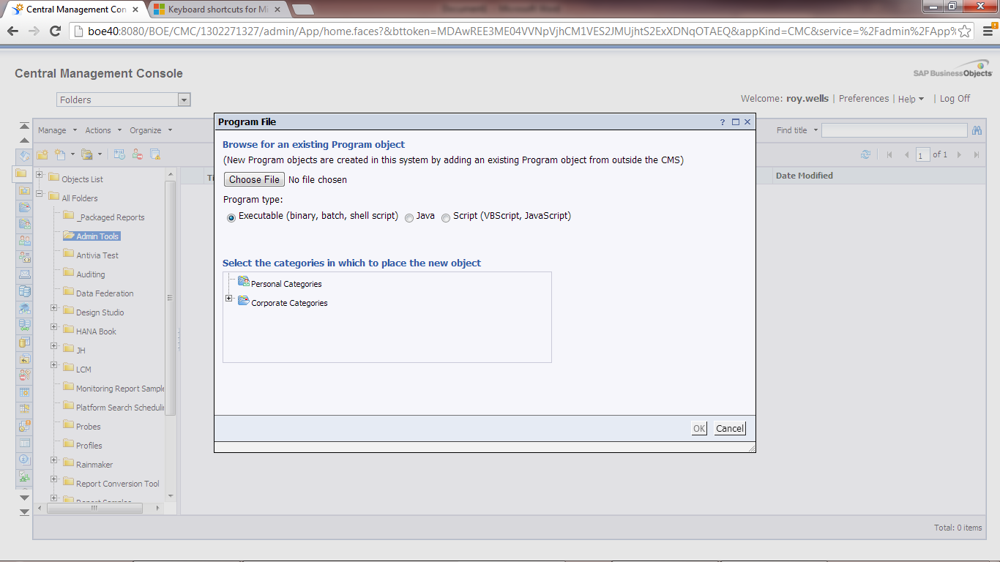 Central Management Con
Keyboard shortcuts for Mi
boe40:8080/BOE/CMC/1302271327/admin/App/home.faces?&bttoken=MDAwREE3ME04VVNpVjhCM1VES2JMUjhtS2ExXDNqOTAEQ&appKind=CMC&service=%2Fadmin%2FApp%
Central Management Console
SAP BusinessObjects
Folders
Welcome: roy.wells | Preferences | Help | Log Off
Manage Actions Organize
Find title
1 of 1
Program File
Browse for an existing Program object
(New Program objects are created in this system by adding an existing Program object from outside the CMS)
Choose File No file chosen
Program type:
Executable (binary, batch, shell script) Java Script (VBScript, JavaScript)
Select the categories in which to place the new object
Personal Categories
Corporate Categories
OK Cancel
Ti
Date Modified
Objects List
All Folders
_Packaged Reports
Admin Tools
Antivia Test
Auditing
Data Federation
Design Studio
HANA Book
JH
LCM
Monitoring Report Sample
Platform Search Scheduli
Probes
Profiles
Rainmaker
Report Conversion Tool
Report Samples
Total: 0 items